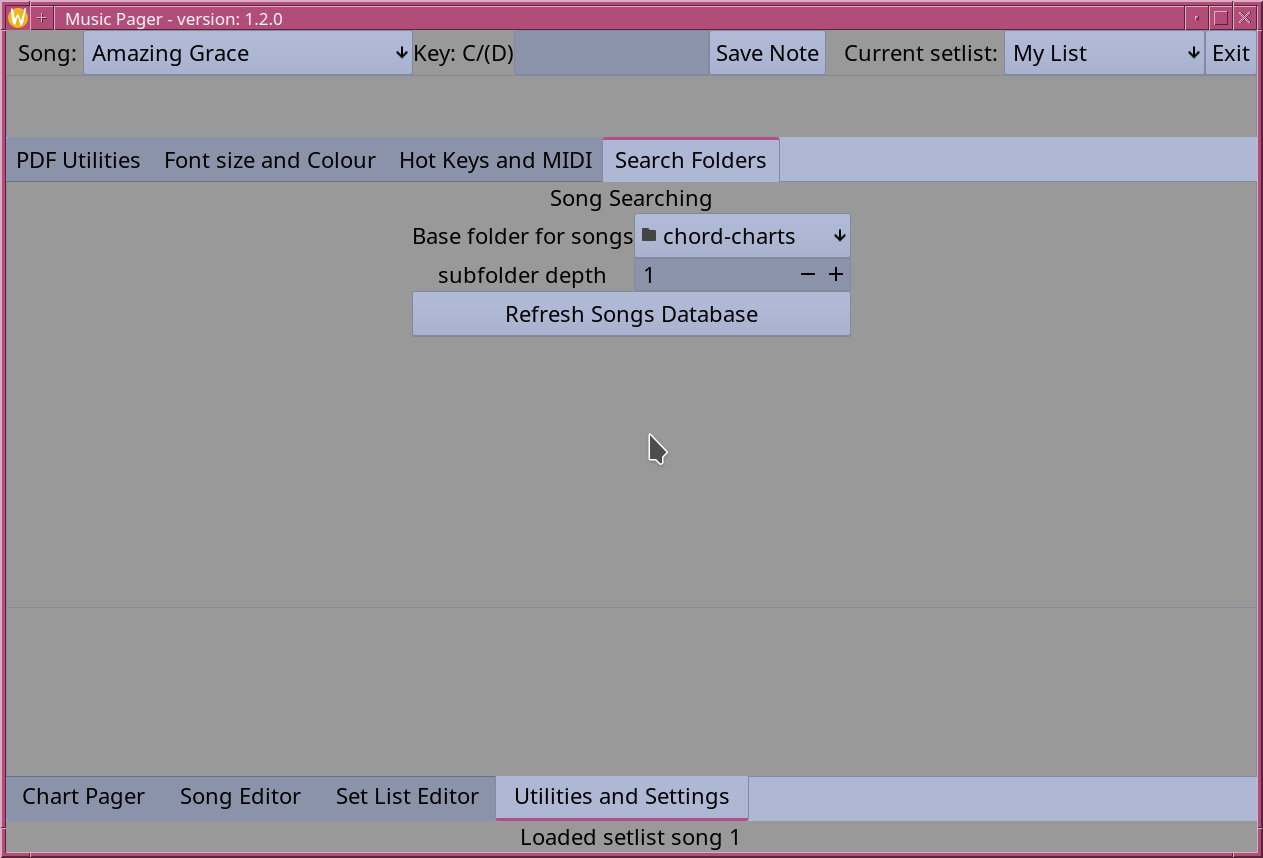 Music Pager - version: 1.2.0
Song: Amazing Grace Key: C/(D) Save Note Current setlist: My List Exit
PDF Utilities Font size and Colour Hot Keys and MIDI Search Folders
Song Searching
Base folder for songs chord-charts
subfolder depth 1
Refresh Songs Database
Chart Pager Song Editor Set List Editor Utilities and Settings
Loaded setlist song 1